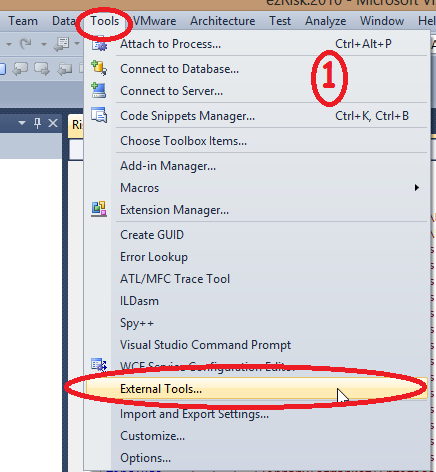 ezRisk.2010 - Microsoft Vi
Team Data Tools VMware Architecture Test Analyze Window Hel
Attach to Process... Ctrl+Alt+P
Connect to Database...
Connect to Server...
1
Code Snippets Manager... Ctrl+K, Ctrl+B
Ri
Choose Toolbox Items...
Add-in Manager...
Macros
Extension Manager...
Create GUID
Error Lookup
ATL/MFC Trace Tool
ILDasm
Spy++
Visual Studio Command Prompt
WCF Service Configuration Editor
External Tools...
Import and Export Settings...
Customize...
Options...